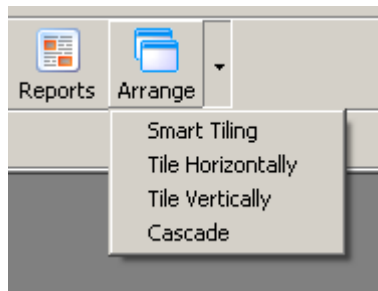 Reports Arrange
Smart Tiling
Tile Horizontally
Tile Vertically
Cascade